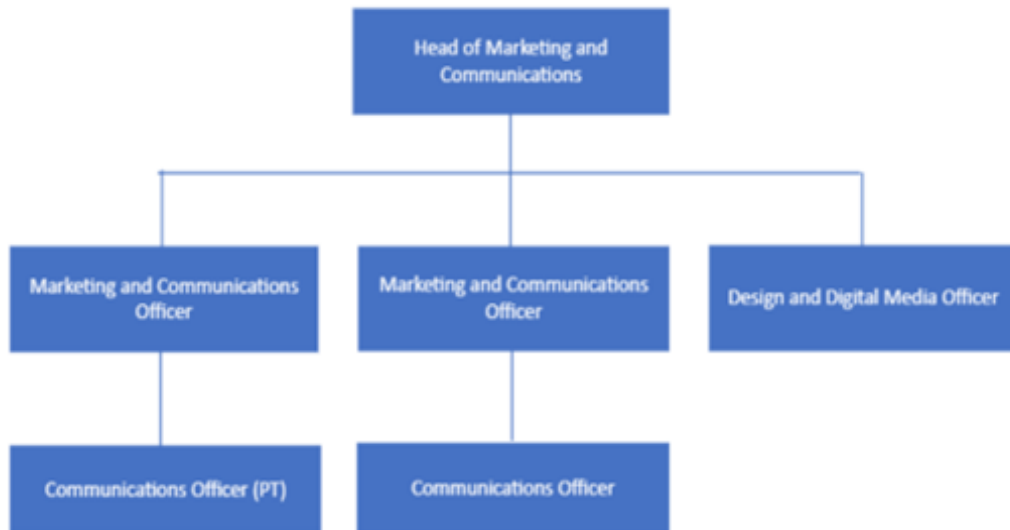 Head of Marketing and
Communications
Marketing and Communications
Officer
Marketing and Communications
Officer
Design and Digital Media Officer
Communications Officer (PT)
Communications Officer